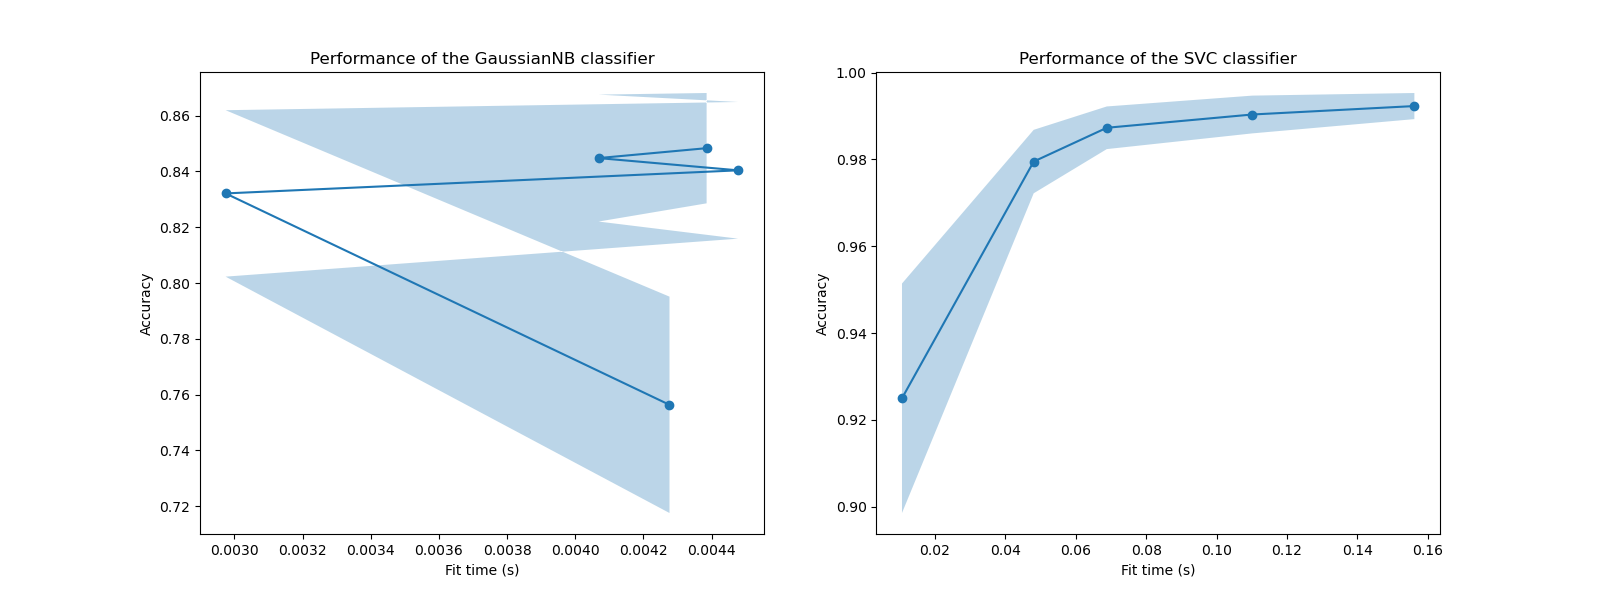 Performance of the GaussianNB classifier
0.86
0.84
0.82
0.80
0.78
0.76
0.74
0.72
Accuracy
0.0030 0.0032 0.0034 0.0036 0.0038 0.0040 0.0042 0.0044
Fit time (s)
Performance of the SVC classifier
1.00
0.98
0.96
0.94
0.92
0.90
Accuracy
0.02 0.04 0.06 0.08 0.10 0.12 0.14 0.16
Fit time (s)